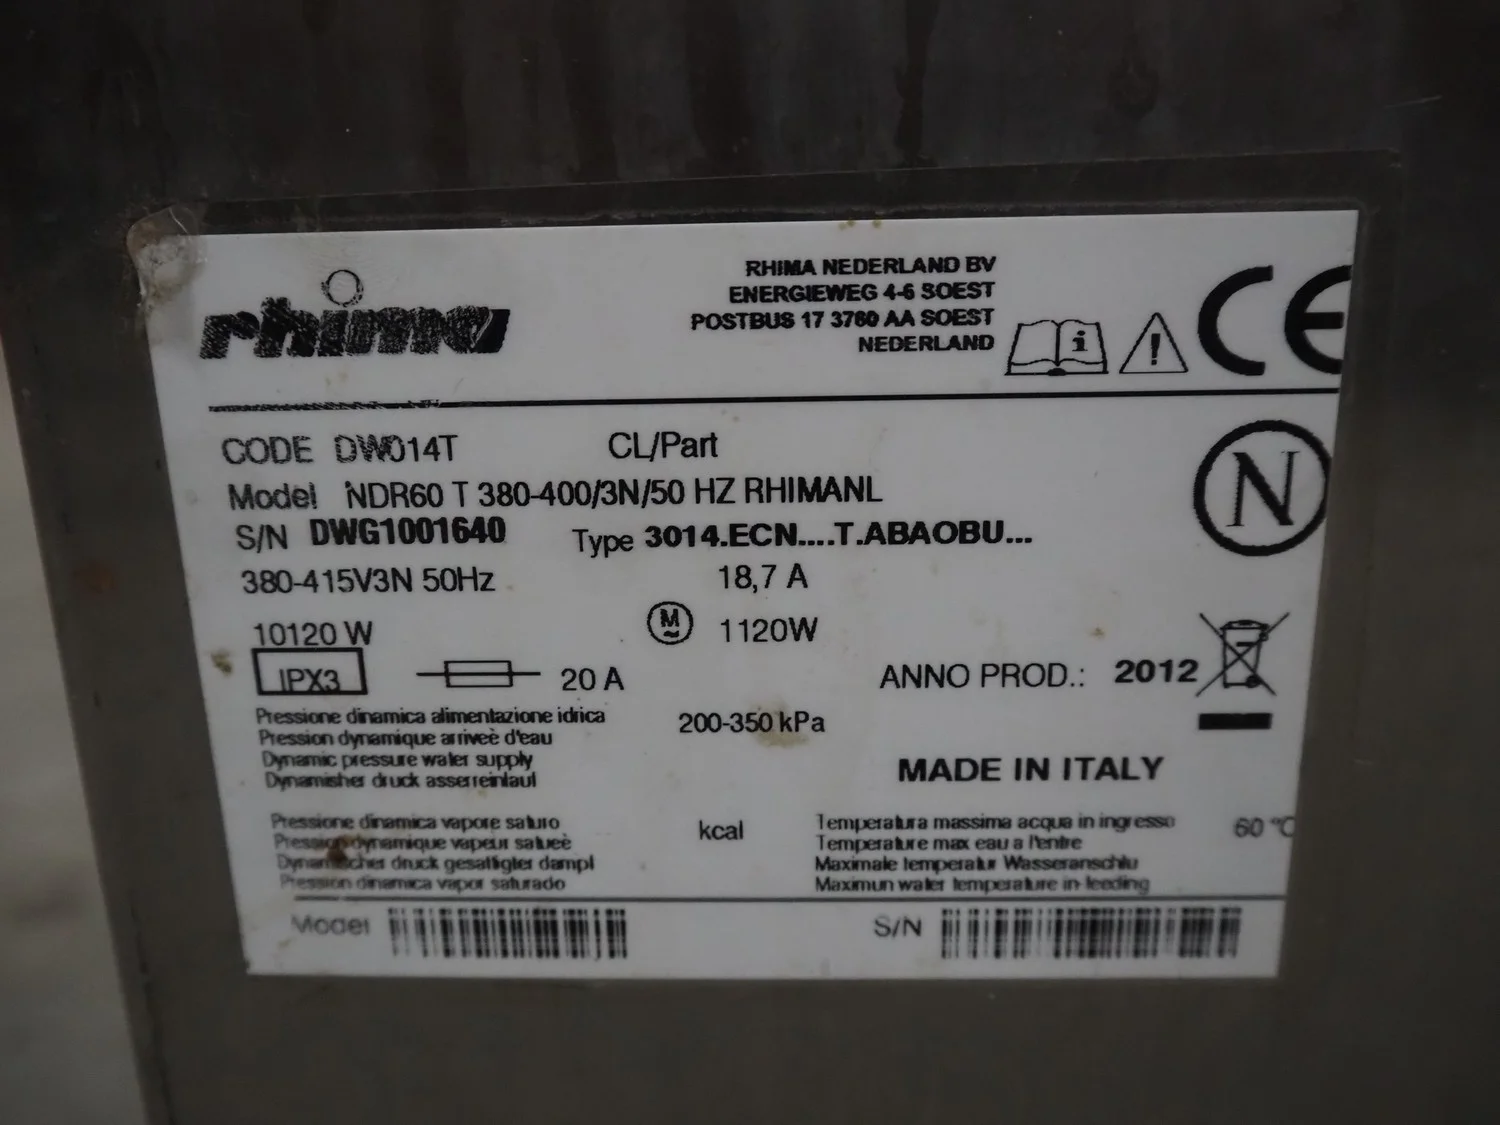 rhima
RHIMA NEDERLAND BV
ENERGIEWEG 4-6 SOEST
POSTBUS 17 3760 AA SOEST
NEDERLAND
CE
CODE DW014T CL/Part
Model NDR60 T 380-400/3N/50 HZ RHIMANL
N
S/N DWG1001640 Type 3014.ECN....T.ABAOBU...
380-415V3N 50Hz 18,7 A
10120 W M 1120W
IPX3 20 A ANNO PROD.: 2012
Pressione dinamica alimentazione idrica 200-350 kPa
Pression dynamique arriveè d'eau
Dynamic pressure water supply
Dynamisher druck asserreinlauf
MADE IN ITALY
Pressione dinamica vapore saturo
Pression dynamique vapeur satueè
Dynamischer druck gesattigter dampf
Pression dinamica vapor saturado
kcal
Temperatura massima acqua in ingresso 60 °C
Temperature max eau a l'entre
Maximale temperatur Wasseranschlu
Maximun water temperature in feeding
Model S/N